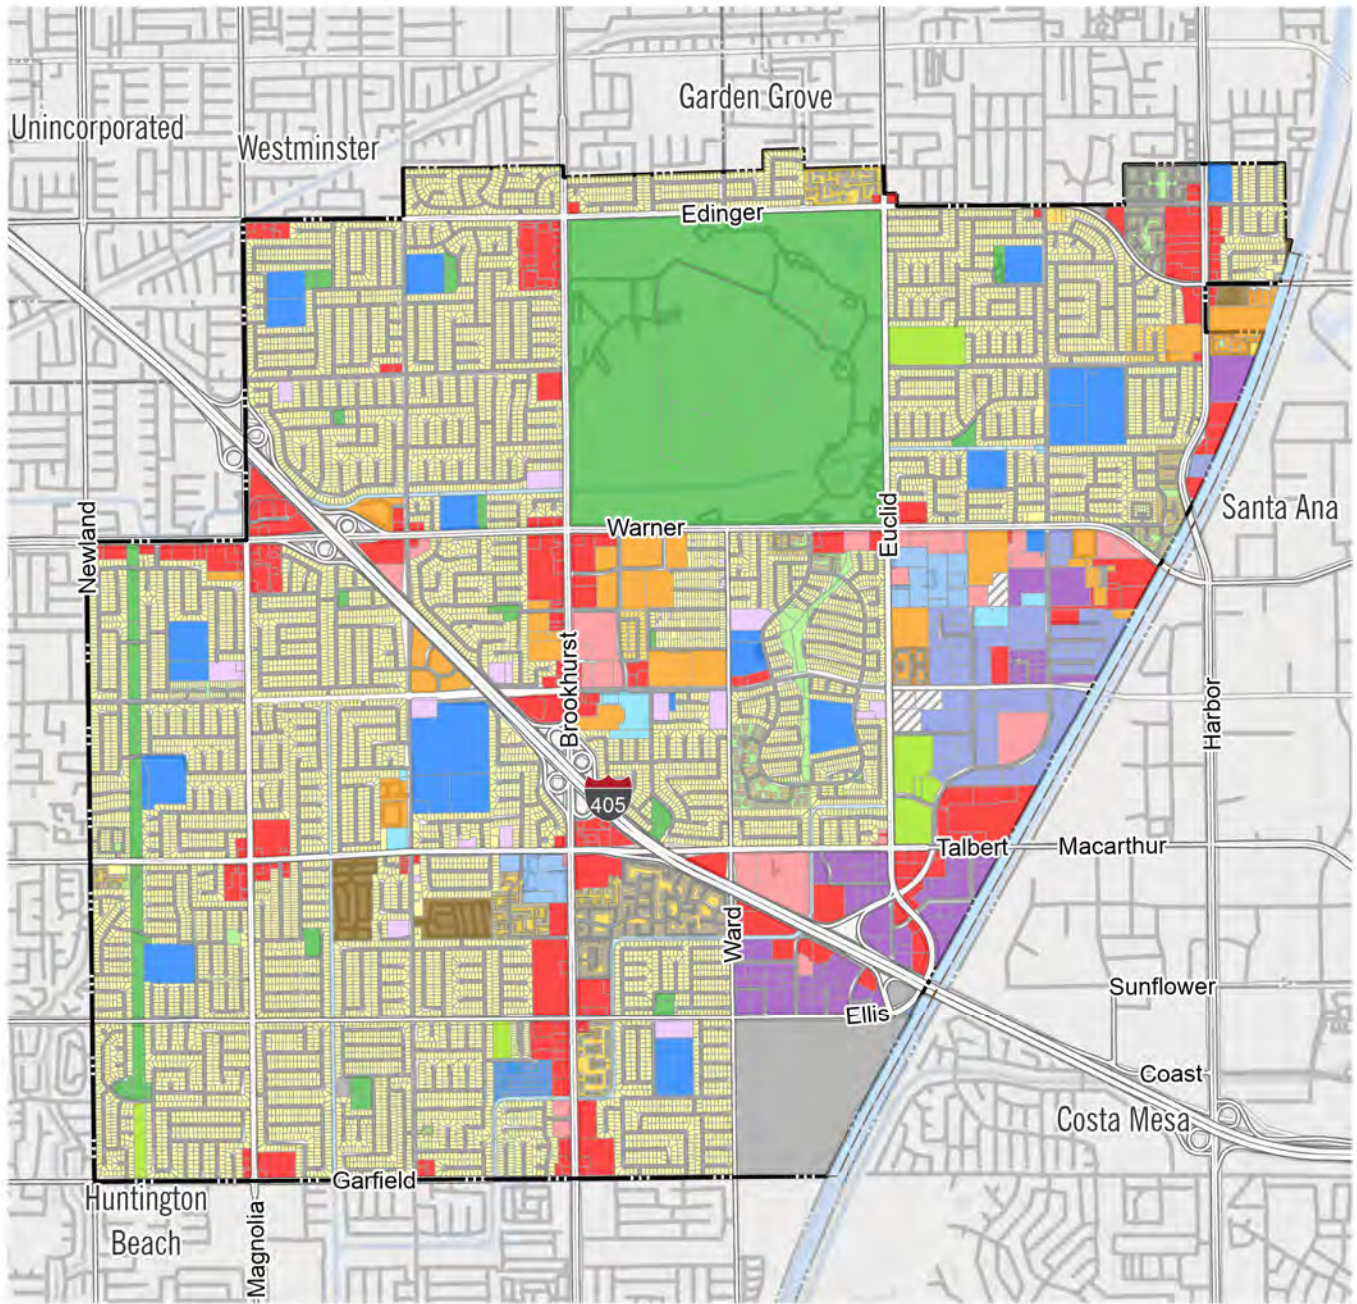 Garden Grove
Unincorporated
Westminster
Edinger
Newland
Warner
Euclid
Santa Ana
Brookhurst
Harbor
405
Talbert
Macarthur
Ward
Sunflower
Ellis
Coast
Costa Mesa
Garfield
Huntington
Beach
Magnolia